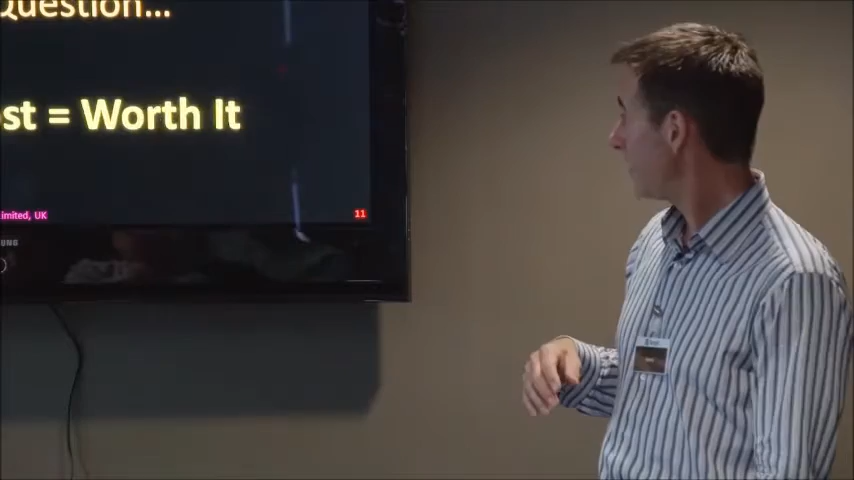 Question...
st = Worth It
imited, UK
11